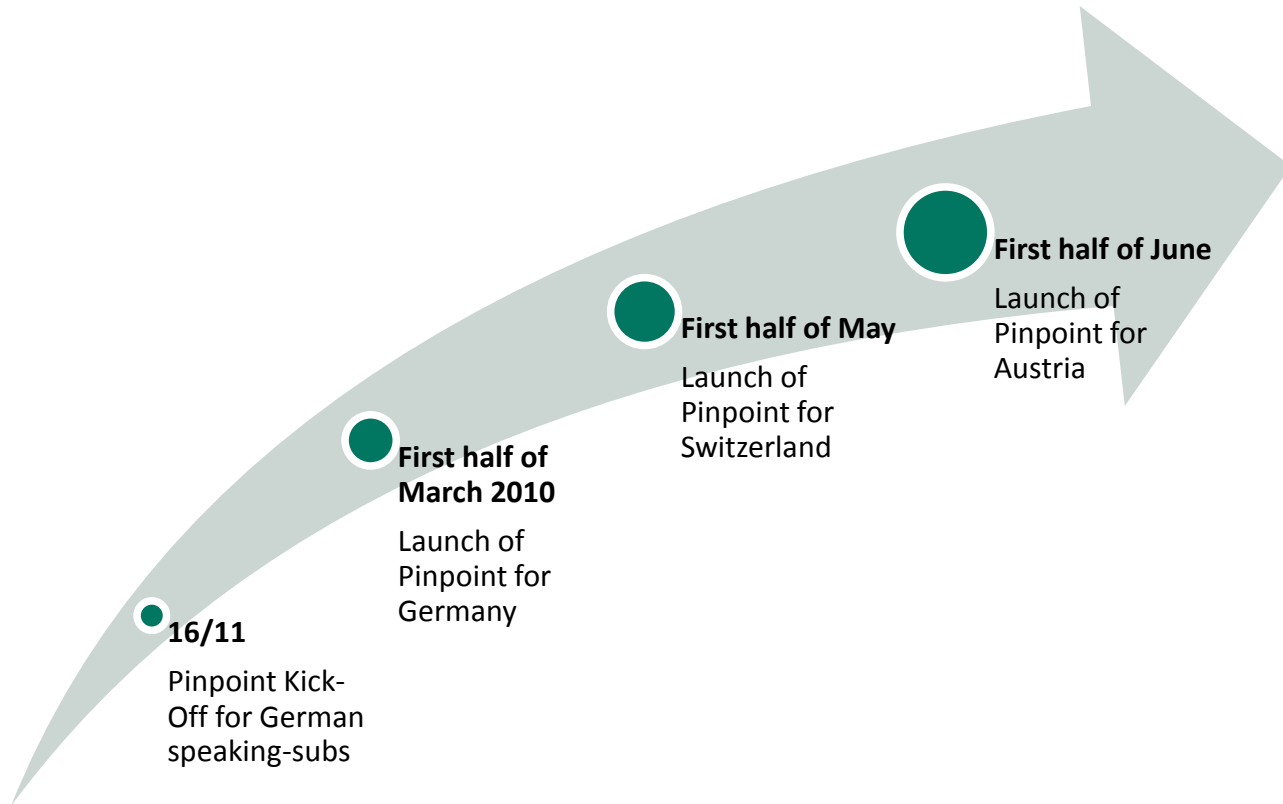 16/11
Pinpoint Kick-
Off for German
speaking-subs
First half of
March 2010
Launch of
Pinpoint for
Germany
First half of May
Launch of
Pinpoint for
Switzerland
First half of June
Launch of
Pinpoint for
Austria